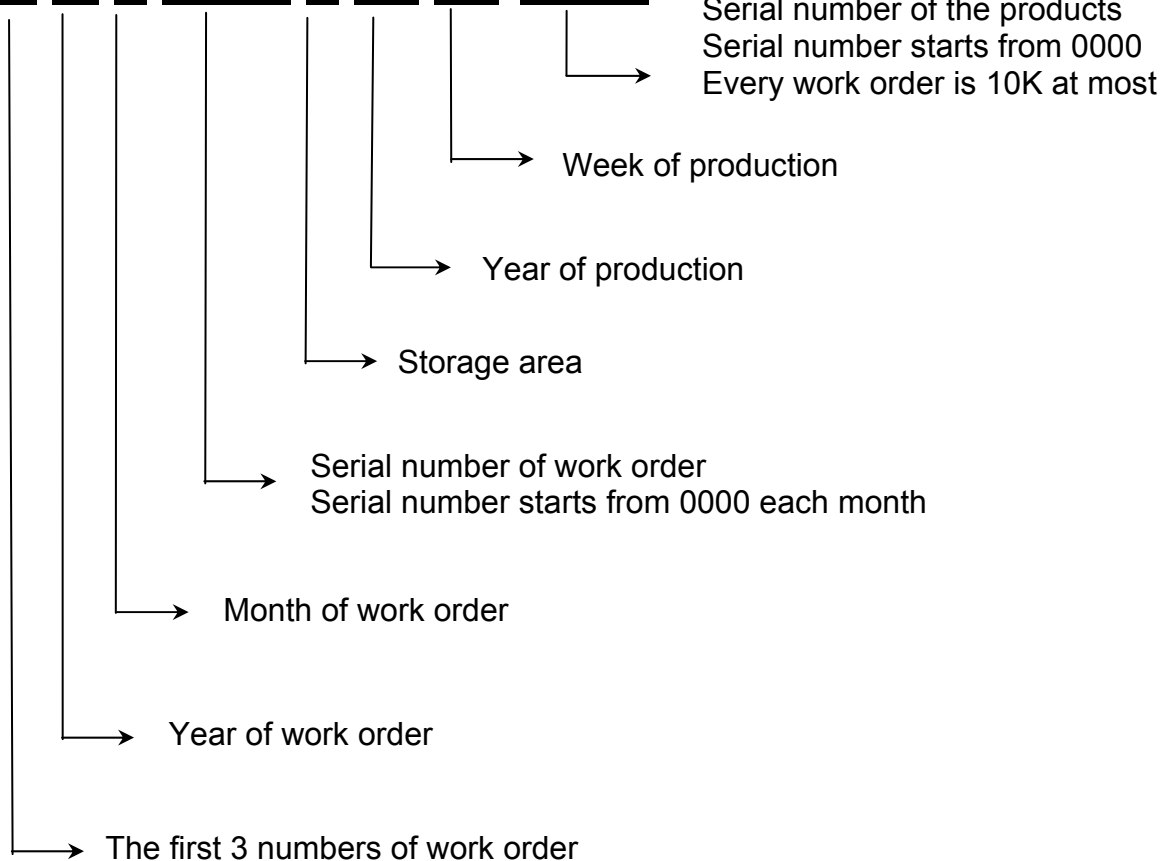 Serial number of the products
Serial number starts from 0000
Every work order is 10K at most
Week of production
Year of production
Storage area
Serial number of work order
Serial number starts from 0000 each month
Month of work order
Year of work order
The first 3 numbers of work order